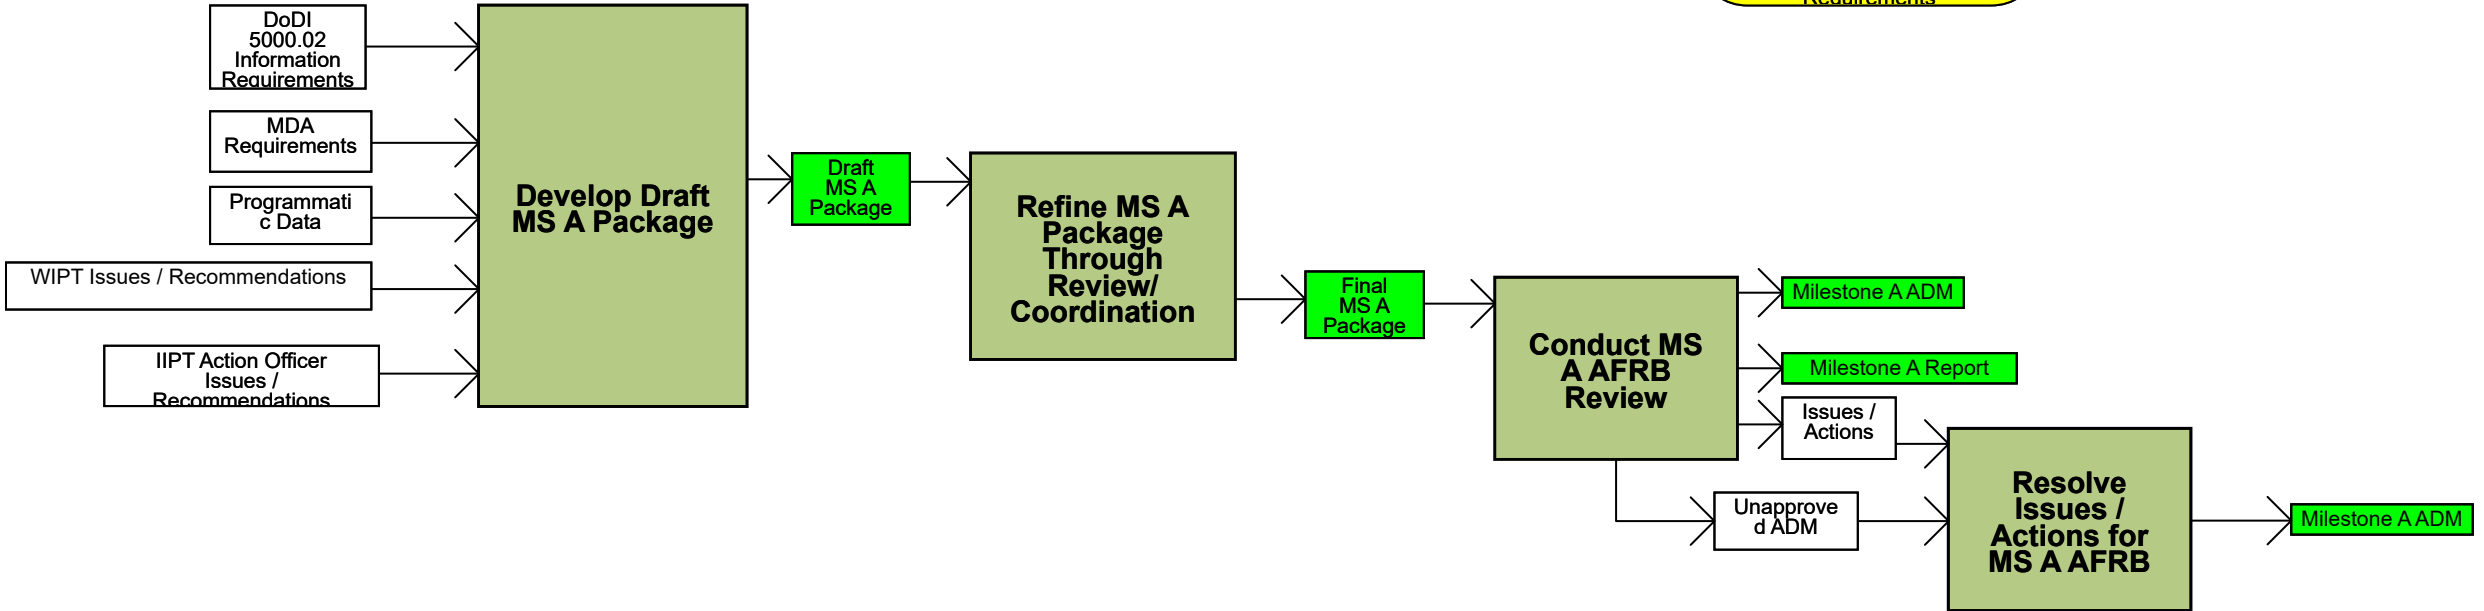 Requirements
DoDI
5000.02
Information
Requirements
MDA
Requirements
Programmati
c Data
WIPT Issues / Recommendations
IIPT Action Officer
Issues /
Recommendations
Develop Draft
MS A Package
Draft
MS A
Package
Refine MS A
Package
Through
Review/
Coordination
Final
MS A
Package
Conduct MS
A AFRB
Review
Milestone A ADM
Milestone A Report
Issues /
Actions
Unapprove
d ADM
Resolve
Issues /
Actions for
MS A AFRB
Milestone A ADM